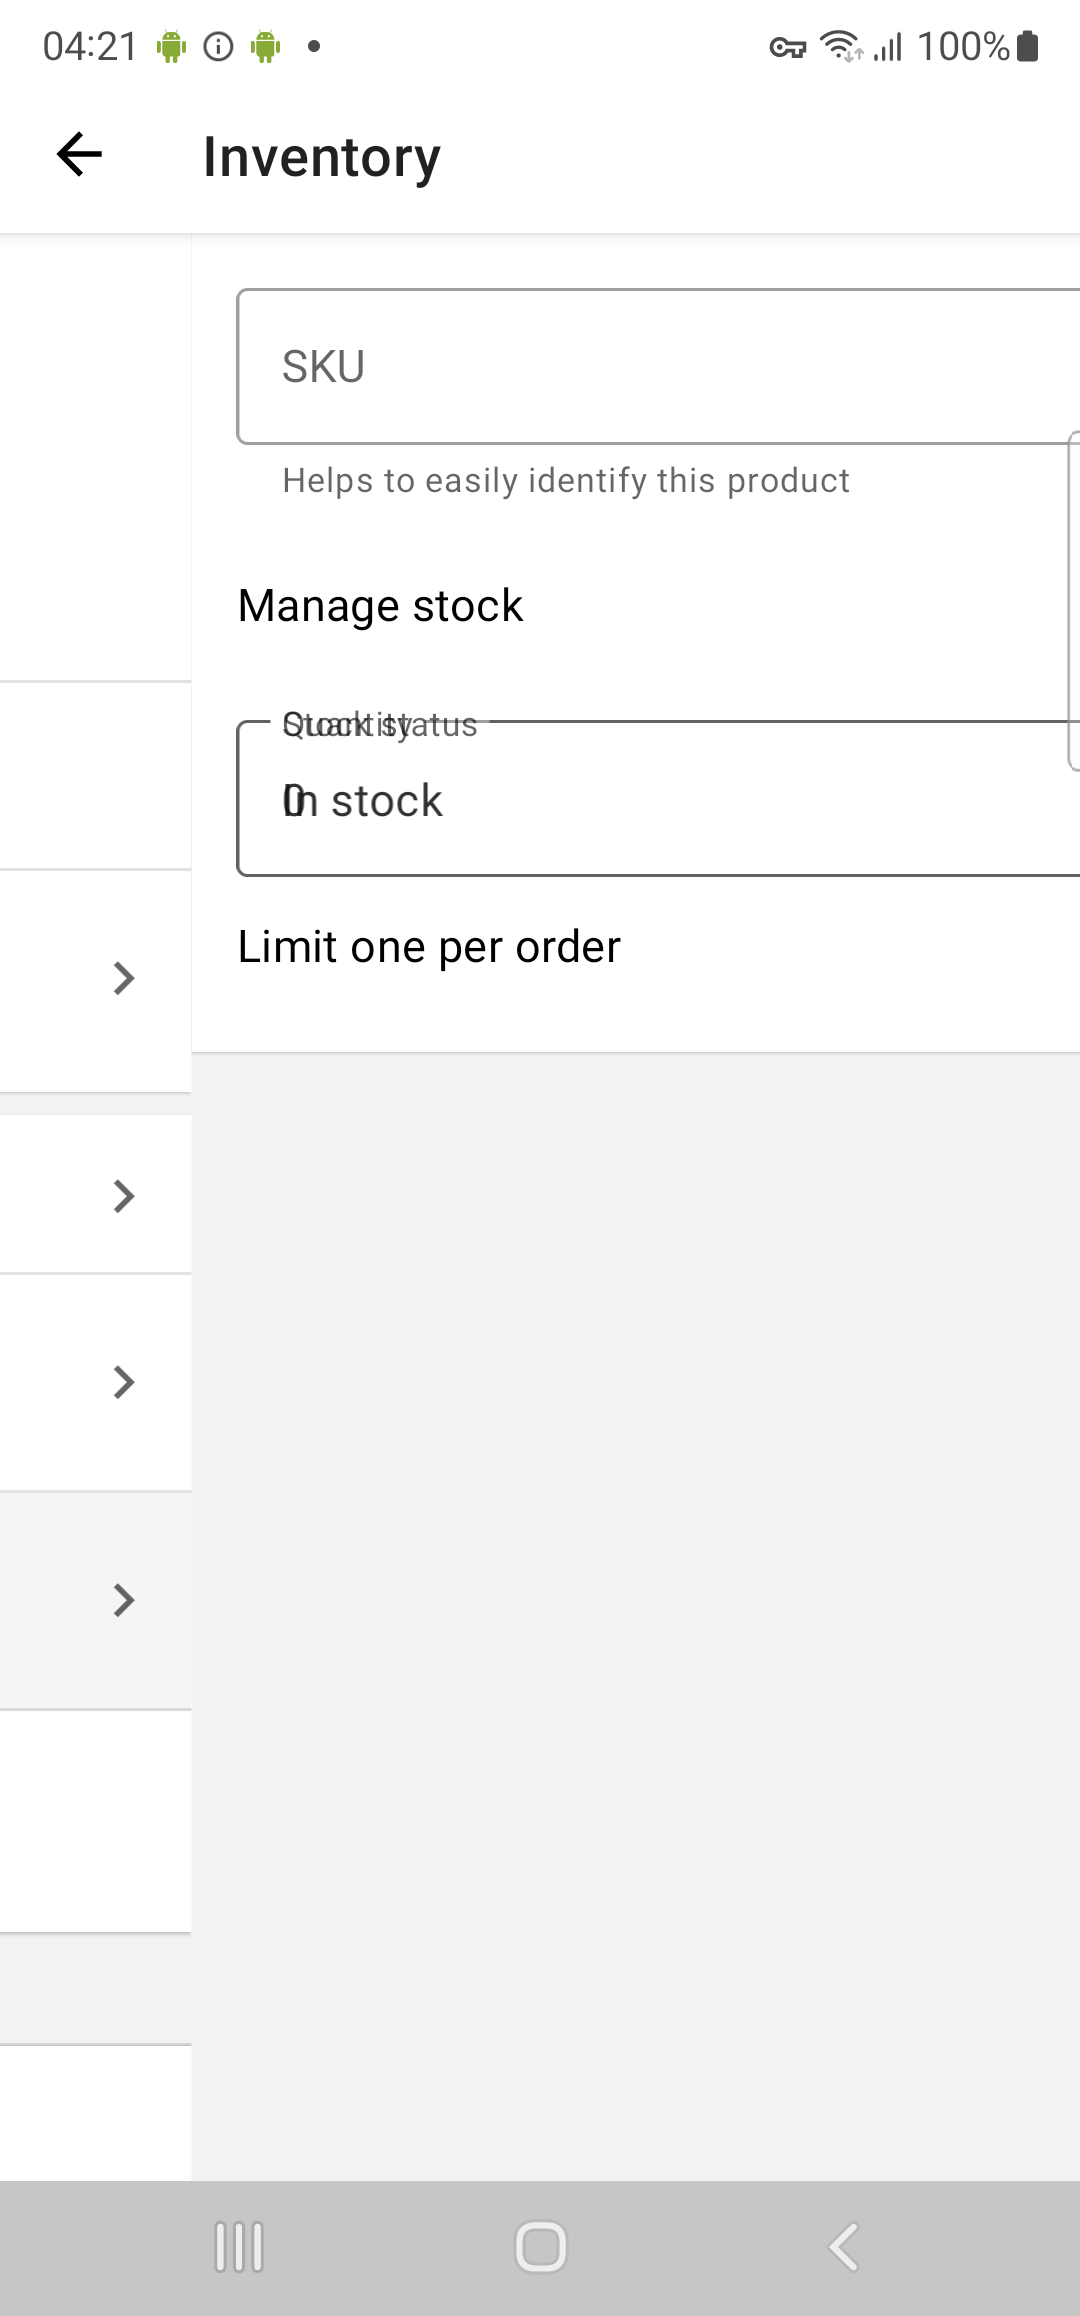 04:21 100%
Inventory
SKU
Helps to easily identify this product
Manage stock
Stock status
Quantity
In stock
0
Limit one per order